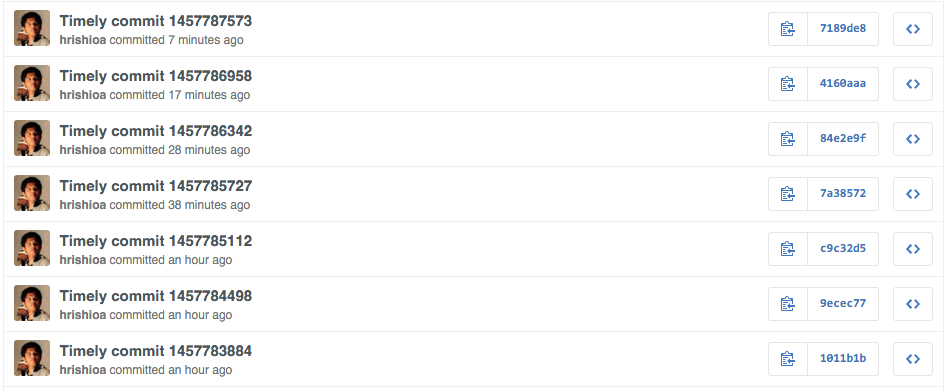 Timely commit 1457787573
hrishioa committed 7 minutes ago
7189de8
Timely commit 1457786958
hrishioa committed 17 minutes ago
4160aaa
Timely commit 1457786342
hrishioa committed 28 minutes ago
84e2e9f
Timely commit 1457785727
hrishioa committed 38 minutes ago
7a38572
Timely commit 1457785112
hrishioa committed an hour ago
c9c32d5
Timely commit 1457784498
hrishioa committed an hour ago
9ecec77
Timely commit 1457783884
hrishioa committed an hour ago
1011b1b